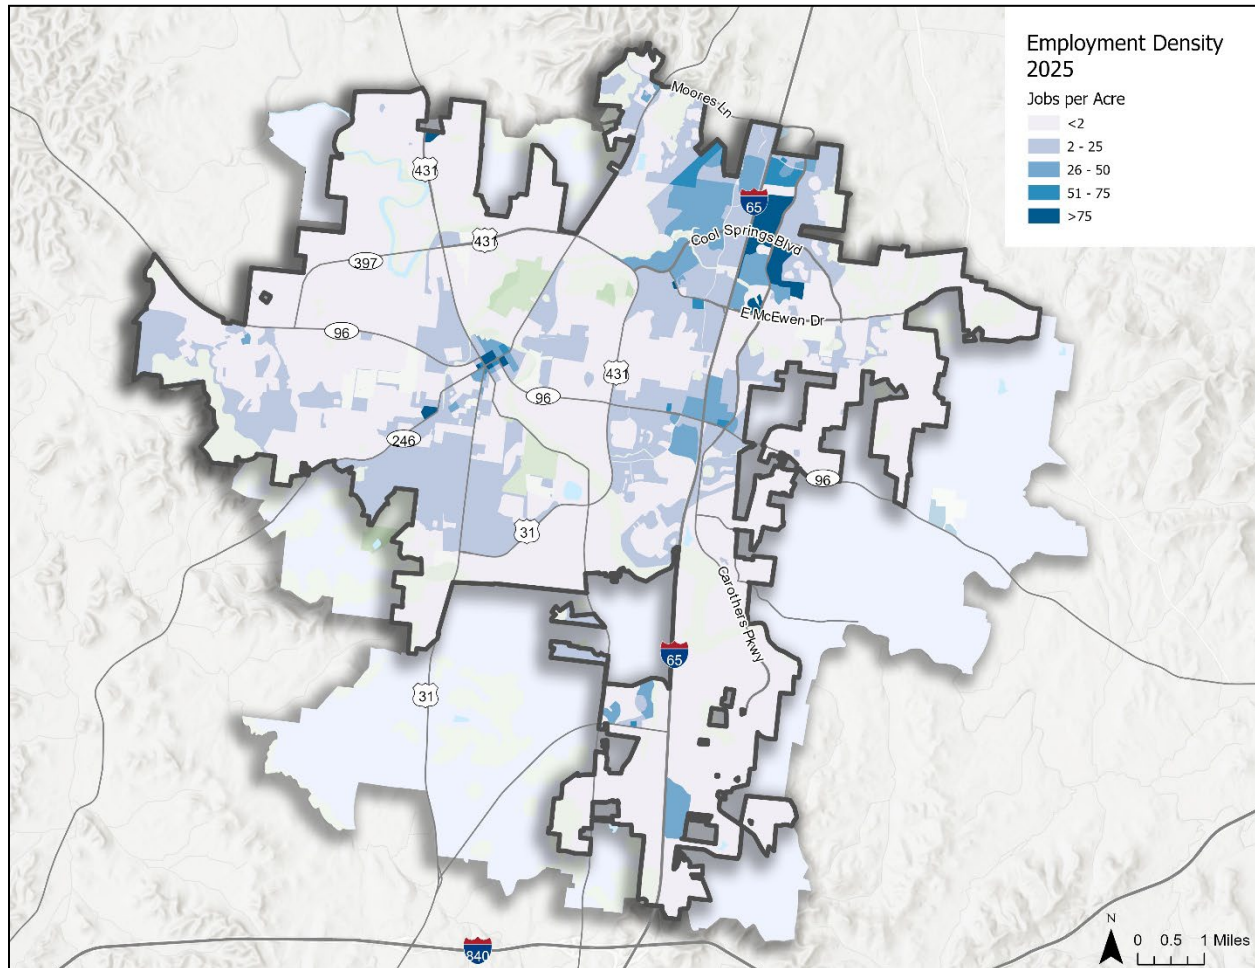 Employment Density
2025
Jobs per Acre
<2
2 - 25
26 - 50
51 - 75
>75
Moores Ln
431
65
Cool Springs Blvd
431
397
E McEwen Dr
96
431
96
246
96
31
Carothers Pkwy
65
31
840
N
0 0.5 1 Miles